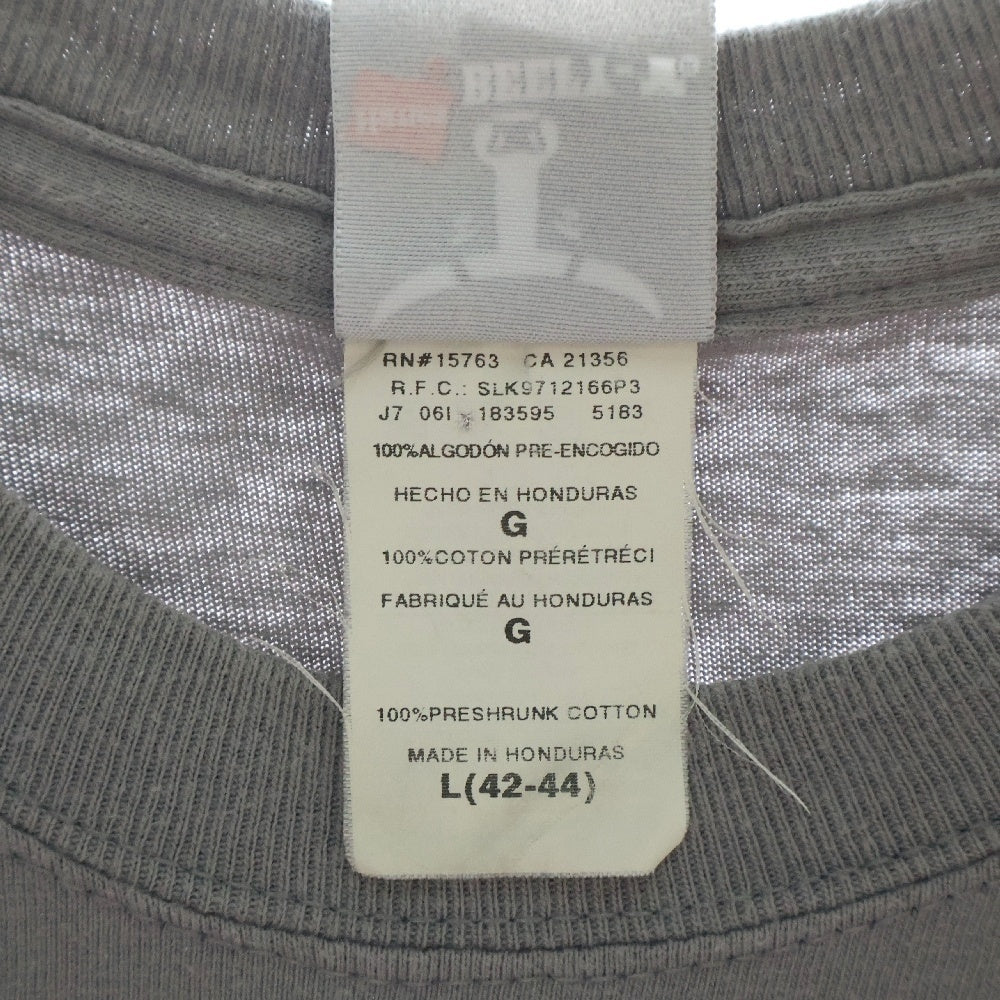 RN#15763 CA 21356
R.F.C.: SLK9712166P3
J7 06I 183595 5183
100%ALGODÓN PRE-ENCOGIDO
HECHO EN HONDURAS
G
100%COTON PRÉRÉTRÉCI
FABRIQUÉ AU HONDURAS
G
100%PRESHRUNK COTTON
MADE IN HONDURAS
L(42-44)